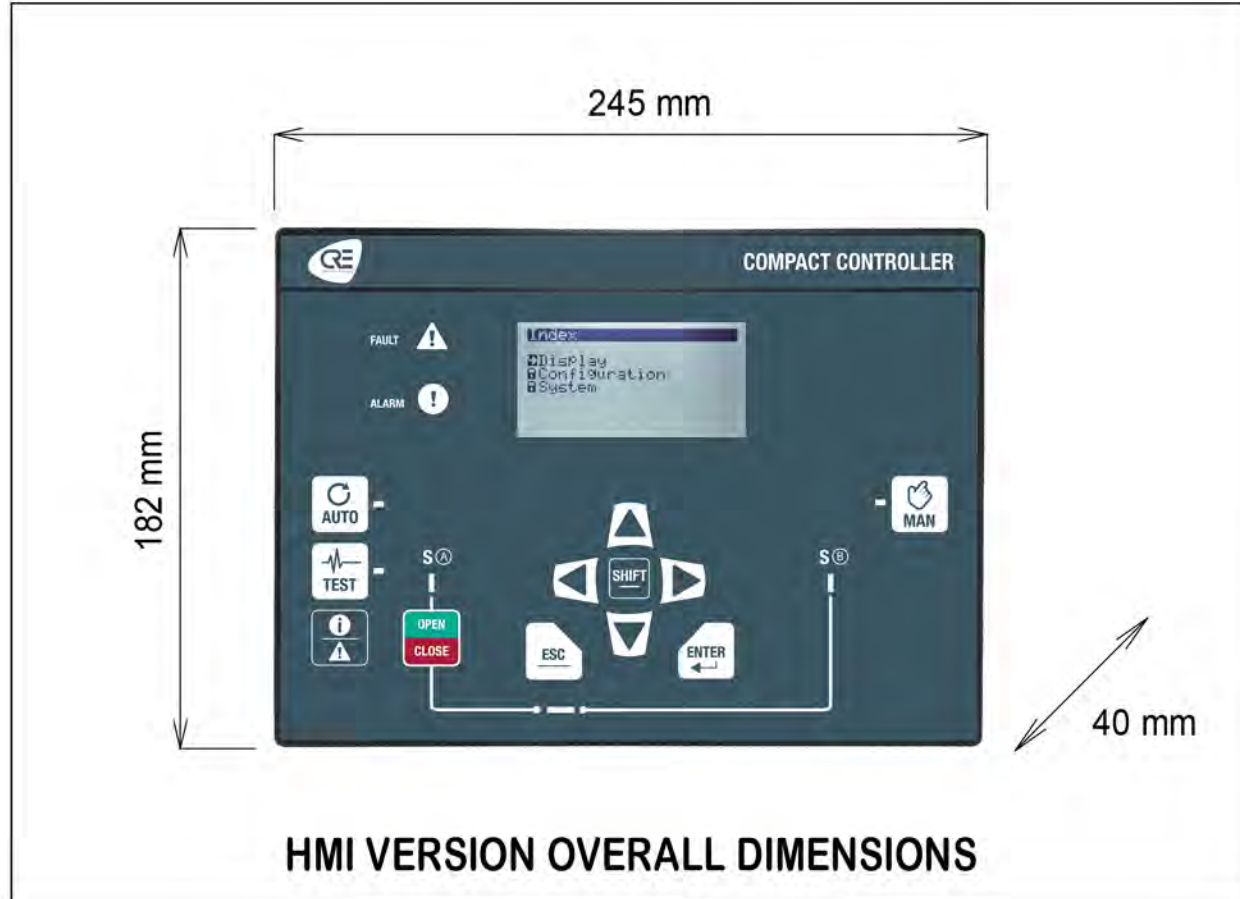 245 mm
CRE
COMPACT CONTROLLER
FAULT
Index
Display
Configuration
System
ALARM
182 mm
AUTO
MAN
TEST
S A
S B
SHIFT
OPEN
CLOSE
ESC
ENTER
40 mm
HMI VERSION OVERALL DIMENSIONS